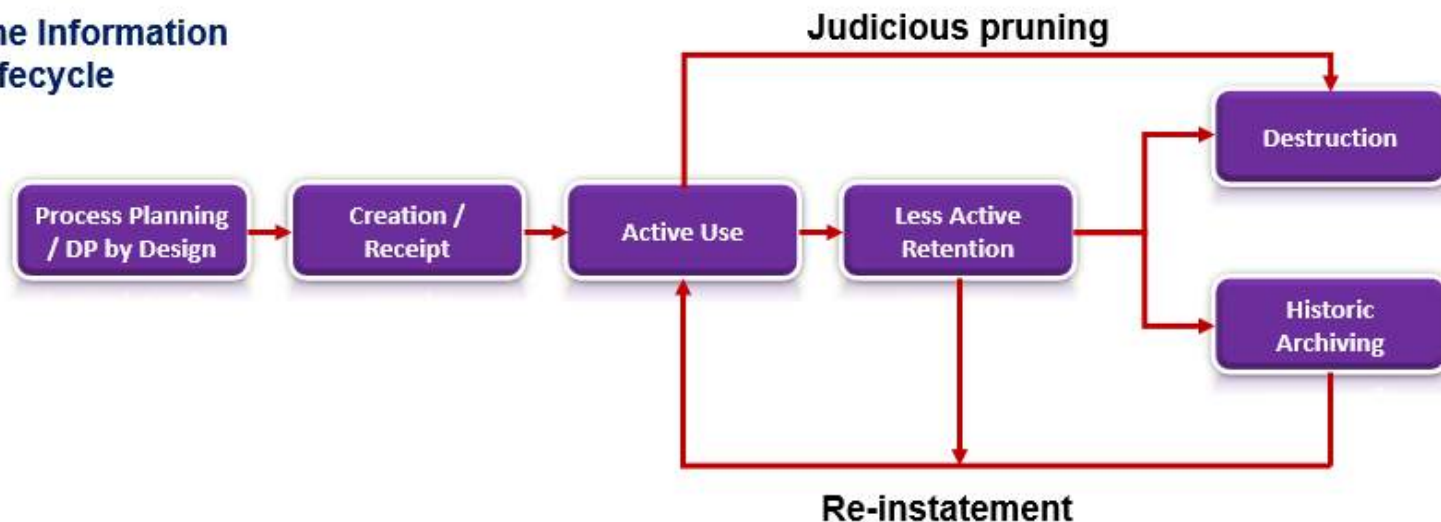 ne Information
fecycle
Judicious pruning
Process Planning
/ DP by Design
Creation /
Receipt
Active Use
Less Active
Retention
Destruction
Historic
Archiving
Re-instatement